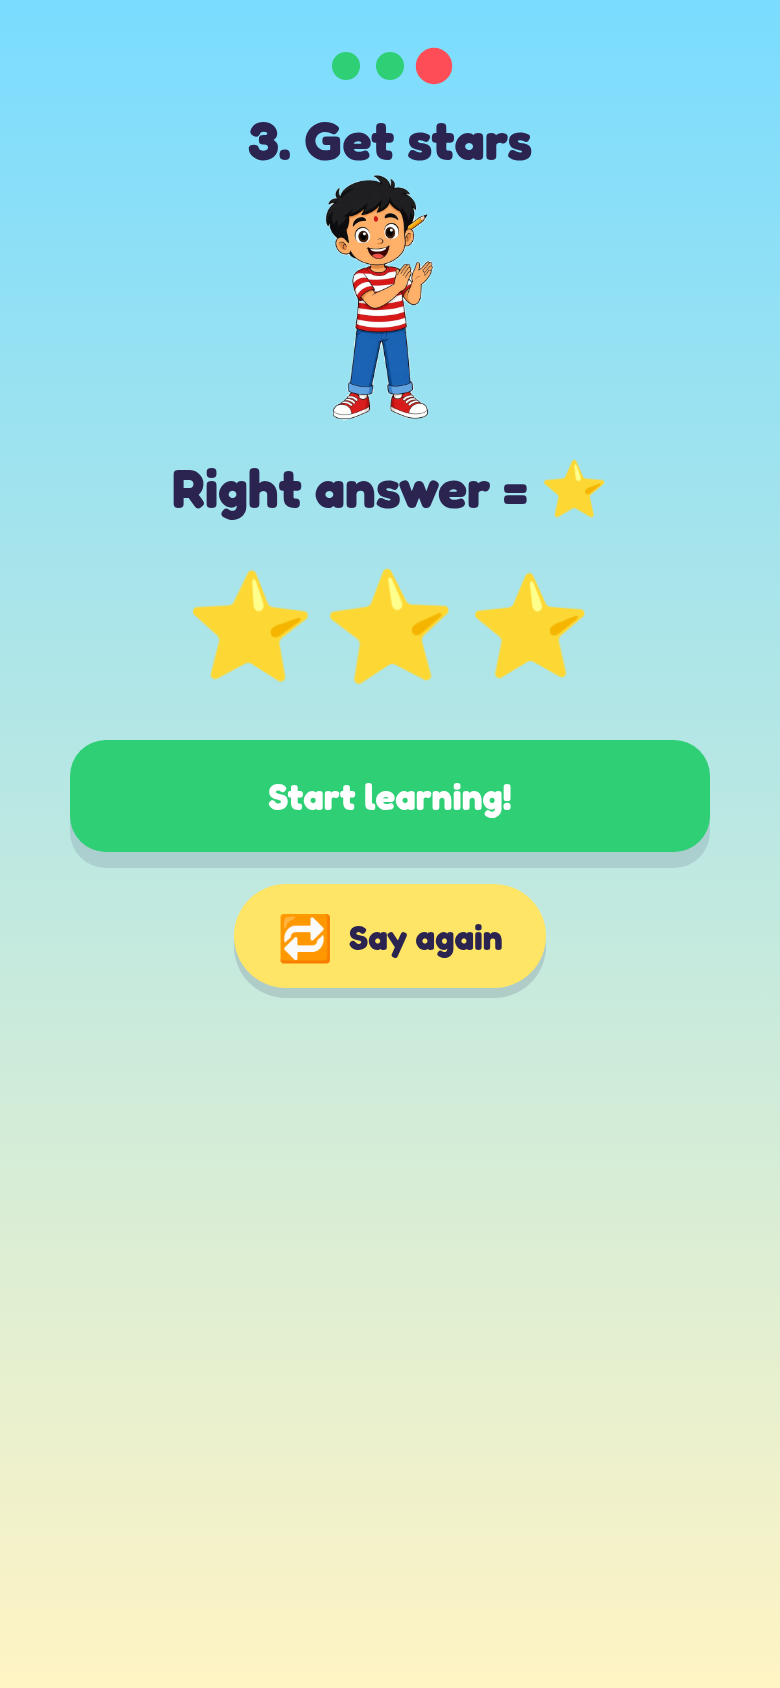 3. Get stars
Right answer = ⭐
Start learning!
Say again